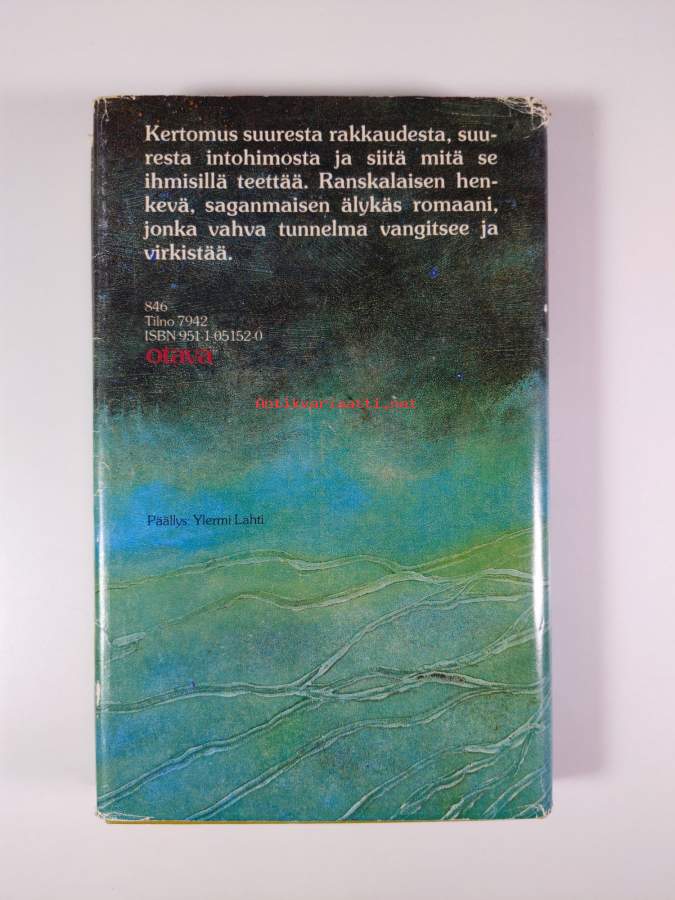 Kertomus suuresta rakkaudesta, suu-
resta intohimosta ja siitä mitä se
ihmisillä teettää. Ranskalaisen hen-
kevä, saganmaisen älykäs romaani,
jonka vahva tunnelma vangitsee ja
virkistää.
846
Tilno 7942
ISBN 951-1-05152-0
otava
Antikvariaatti.net
Päällys: Ylermi Lahti